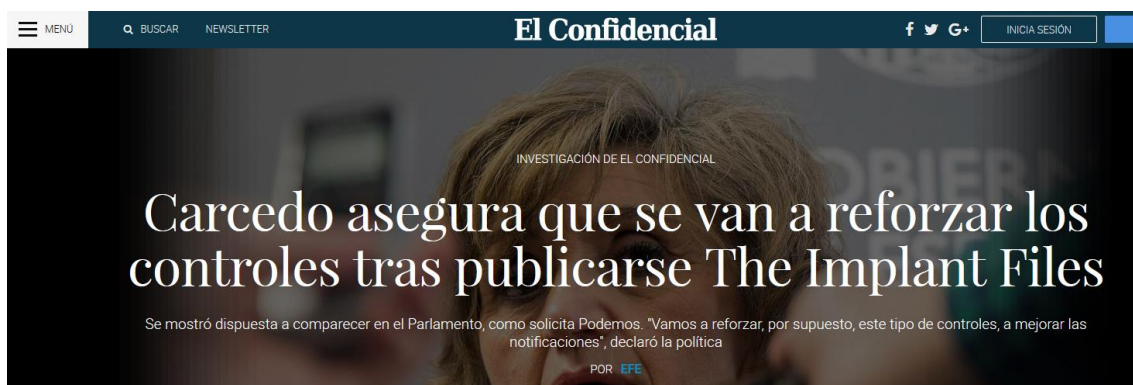 MENÚ BUSCAR NEWSLETTER El Confidencial f G+ INICIA SESIÓN
INVESTIGACIÓN DE EL CONFIDENCIAL
Carcedo asegura que se van a reforzar los
controles tras publicarse The Implant Files
Se mostró dispuesta a comparecer en el Parlamento, como solicita Podemos. "Vamos a reforzar, por supuesto, este tipo de controles, a mejorar las
notificaciones", declaró la política
POR EFE